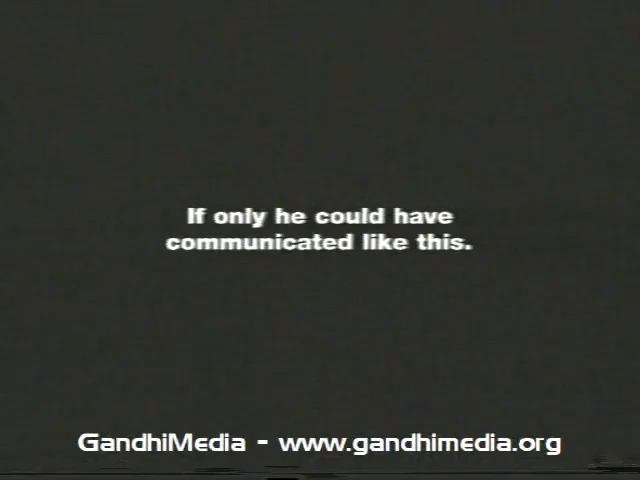 If only he could have
communicated like this.
GandhiMedia - www.gandhimedia.org